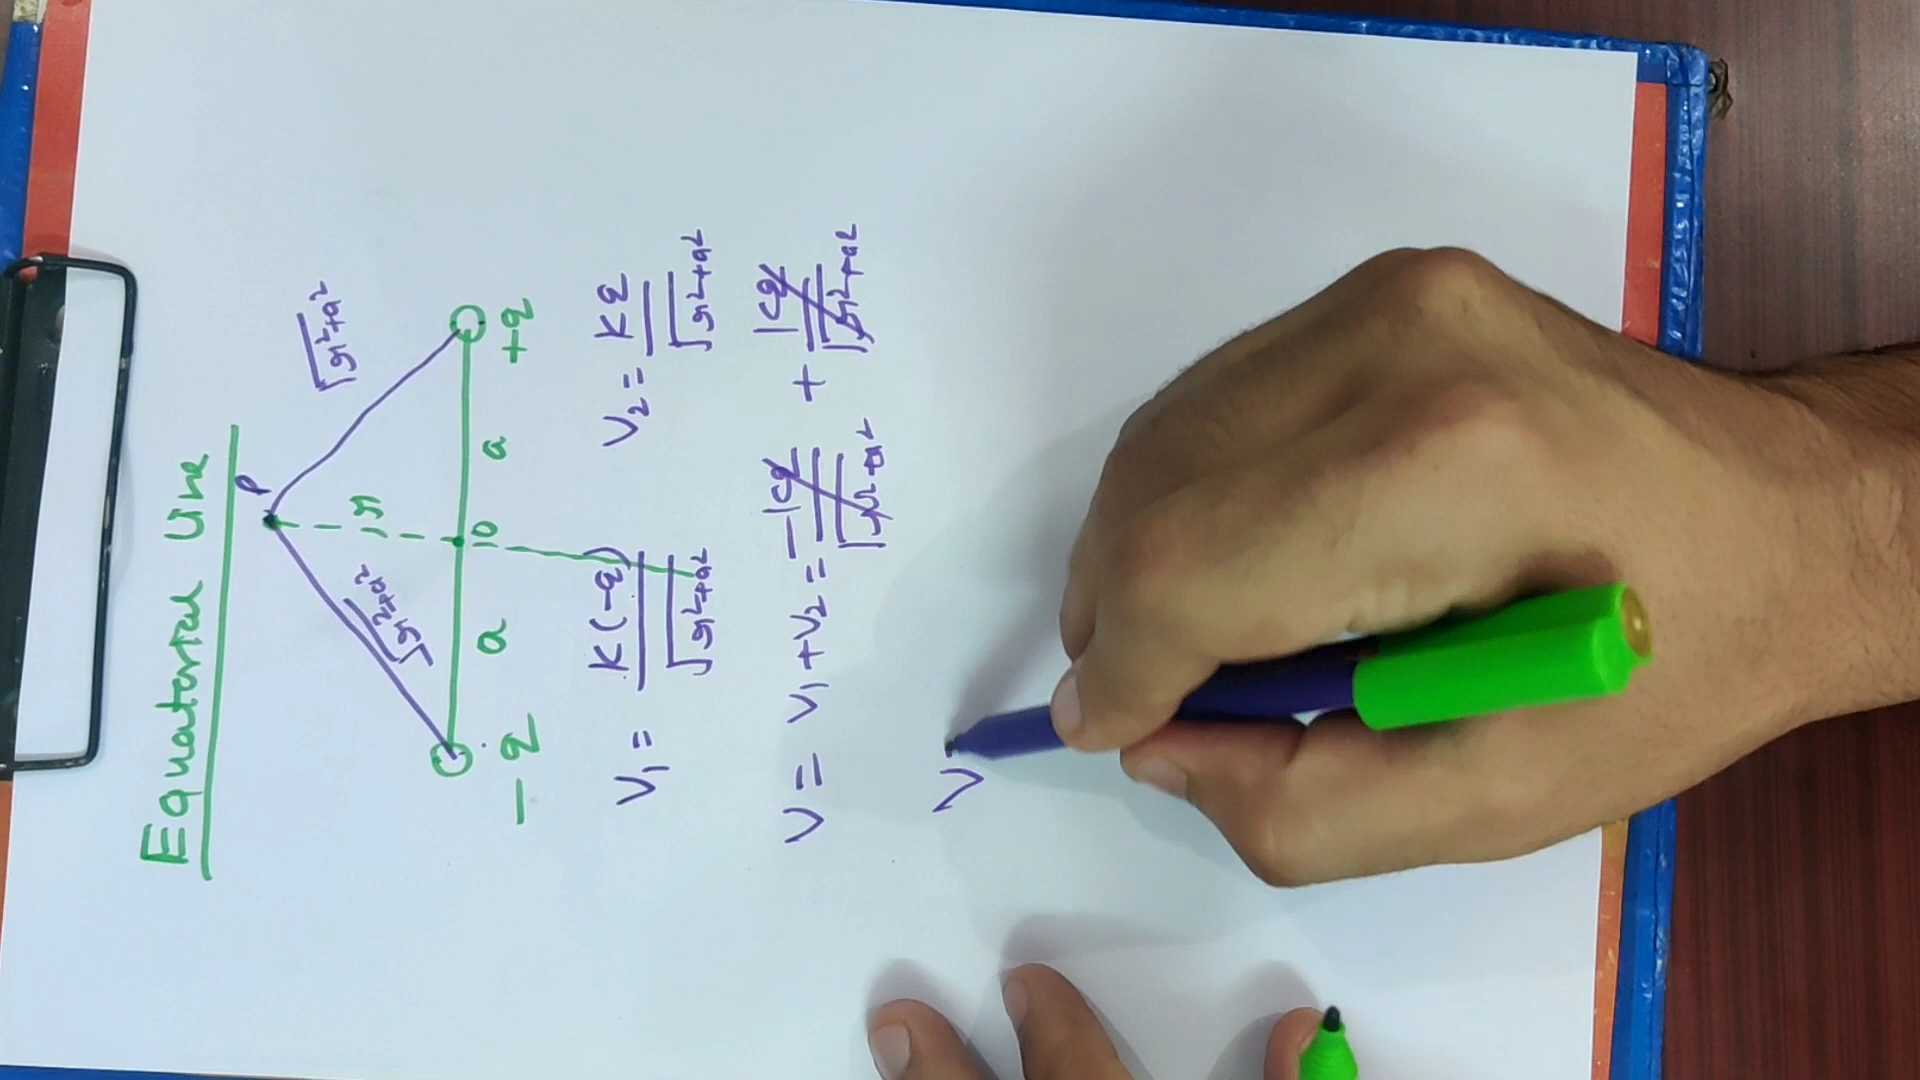 Equatorial Line
P
√r²+a²
√r²+a²
r
-q a O a +q
V₁ = K(-q)/√r²+a² V₂ = Kq/√r²+a²
V = V₁+V₂ = -Kq/√r²+a² + Kq/√r²+a²
V=